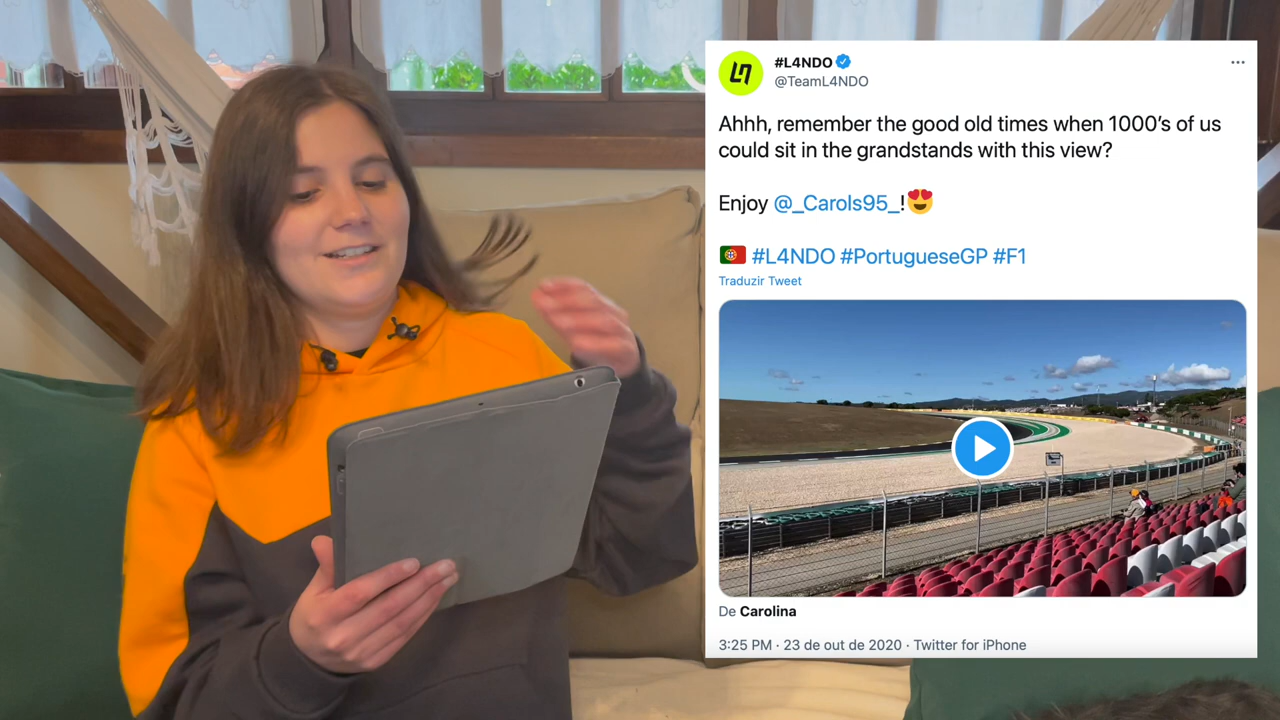 #L4NDO
@TeamL4NDO
Ahhh, remember the good old times when 1000's of us
could sit in the grandstands with this view?
Enjoy @_Carols95_!😍
🇵🇹 #L4NDO #PortugueseGP #F1
Traduzir Tweet
De Carolina
3:25 PM · 23 de out de 2020 · Twitter for iPhone